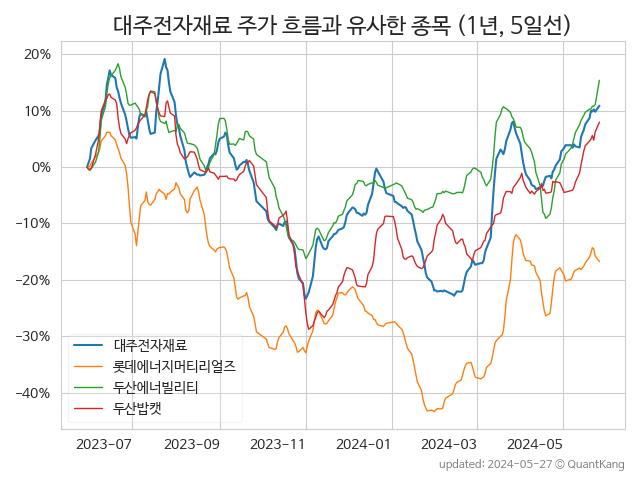 대주전자재료 주가 흐름과 유사한 종목 (1년, 5일선)
20%
10%
0%
−10%
−20%
−30%
−40%
대주전자재료
롯데에너지머티리얼즈
두산에너빌리티
두산밥캣
2023-07 2023-09 2023-11 2024-01 2024-03 2024-05
updated: 2024-05-27 © QuantKang